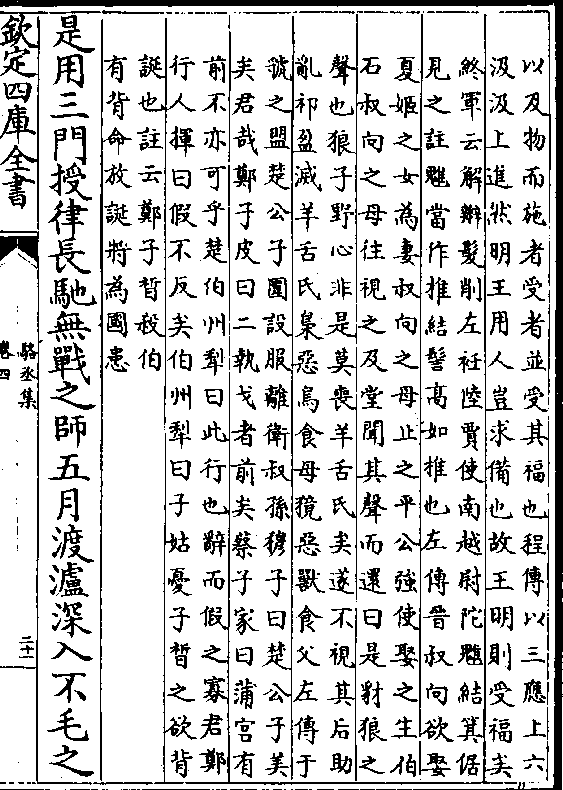 以及物而施者受者並受其福也程傳以三應上六
汲汲上進然明王用人豈求備也故王明則受福矣
終軍云解辮髮削左衽陸賈使南越尉陀魋結箕倨
見之註魋當作椎結髻髙如椎也左傳晉叔向欲娶
夏姬之女為妻叔向之母止之平公強使娶之生伯
石叔向之母往視之及堂聞其聲而還曰是豺狼之
聲也狼子野心非是莫喪羊舌氏矣遂不視其后助
亂祁盈滅羊舌氏梟惡鳥食母獍惡獸食父左傳于
虢之盟楚公子圍設服離衛叔孫穆子曰楚公子美
矣君哉鄭子皮曰二執戈者前矣蔡子家曰蒲宫有
前不亦可乎楚伯州犁曰此行也辭而假之寡君鄭
行人揮曰假不反矣伯州犁曰子姑憂子晳之欲背
誕也註云鄭子晳殺伯
有背命放誕將為國患
是用三門授律長馳無戰之師五月渡瀘深入不毛之
欽定四庫全書
駱丞集
卷四
二十